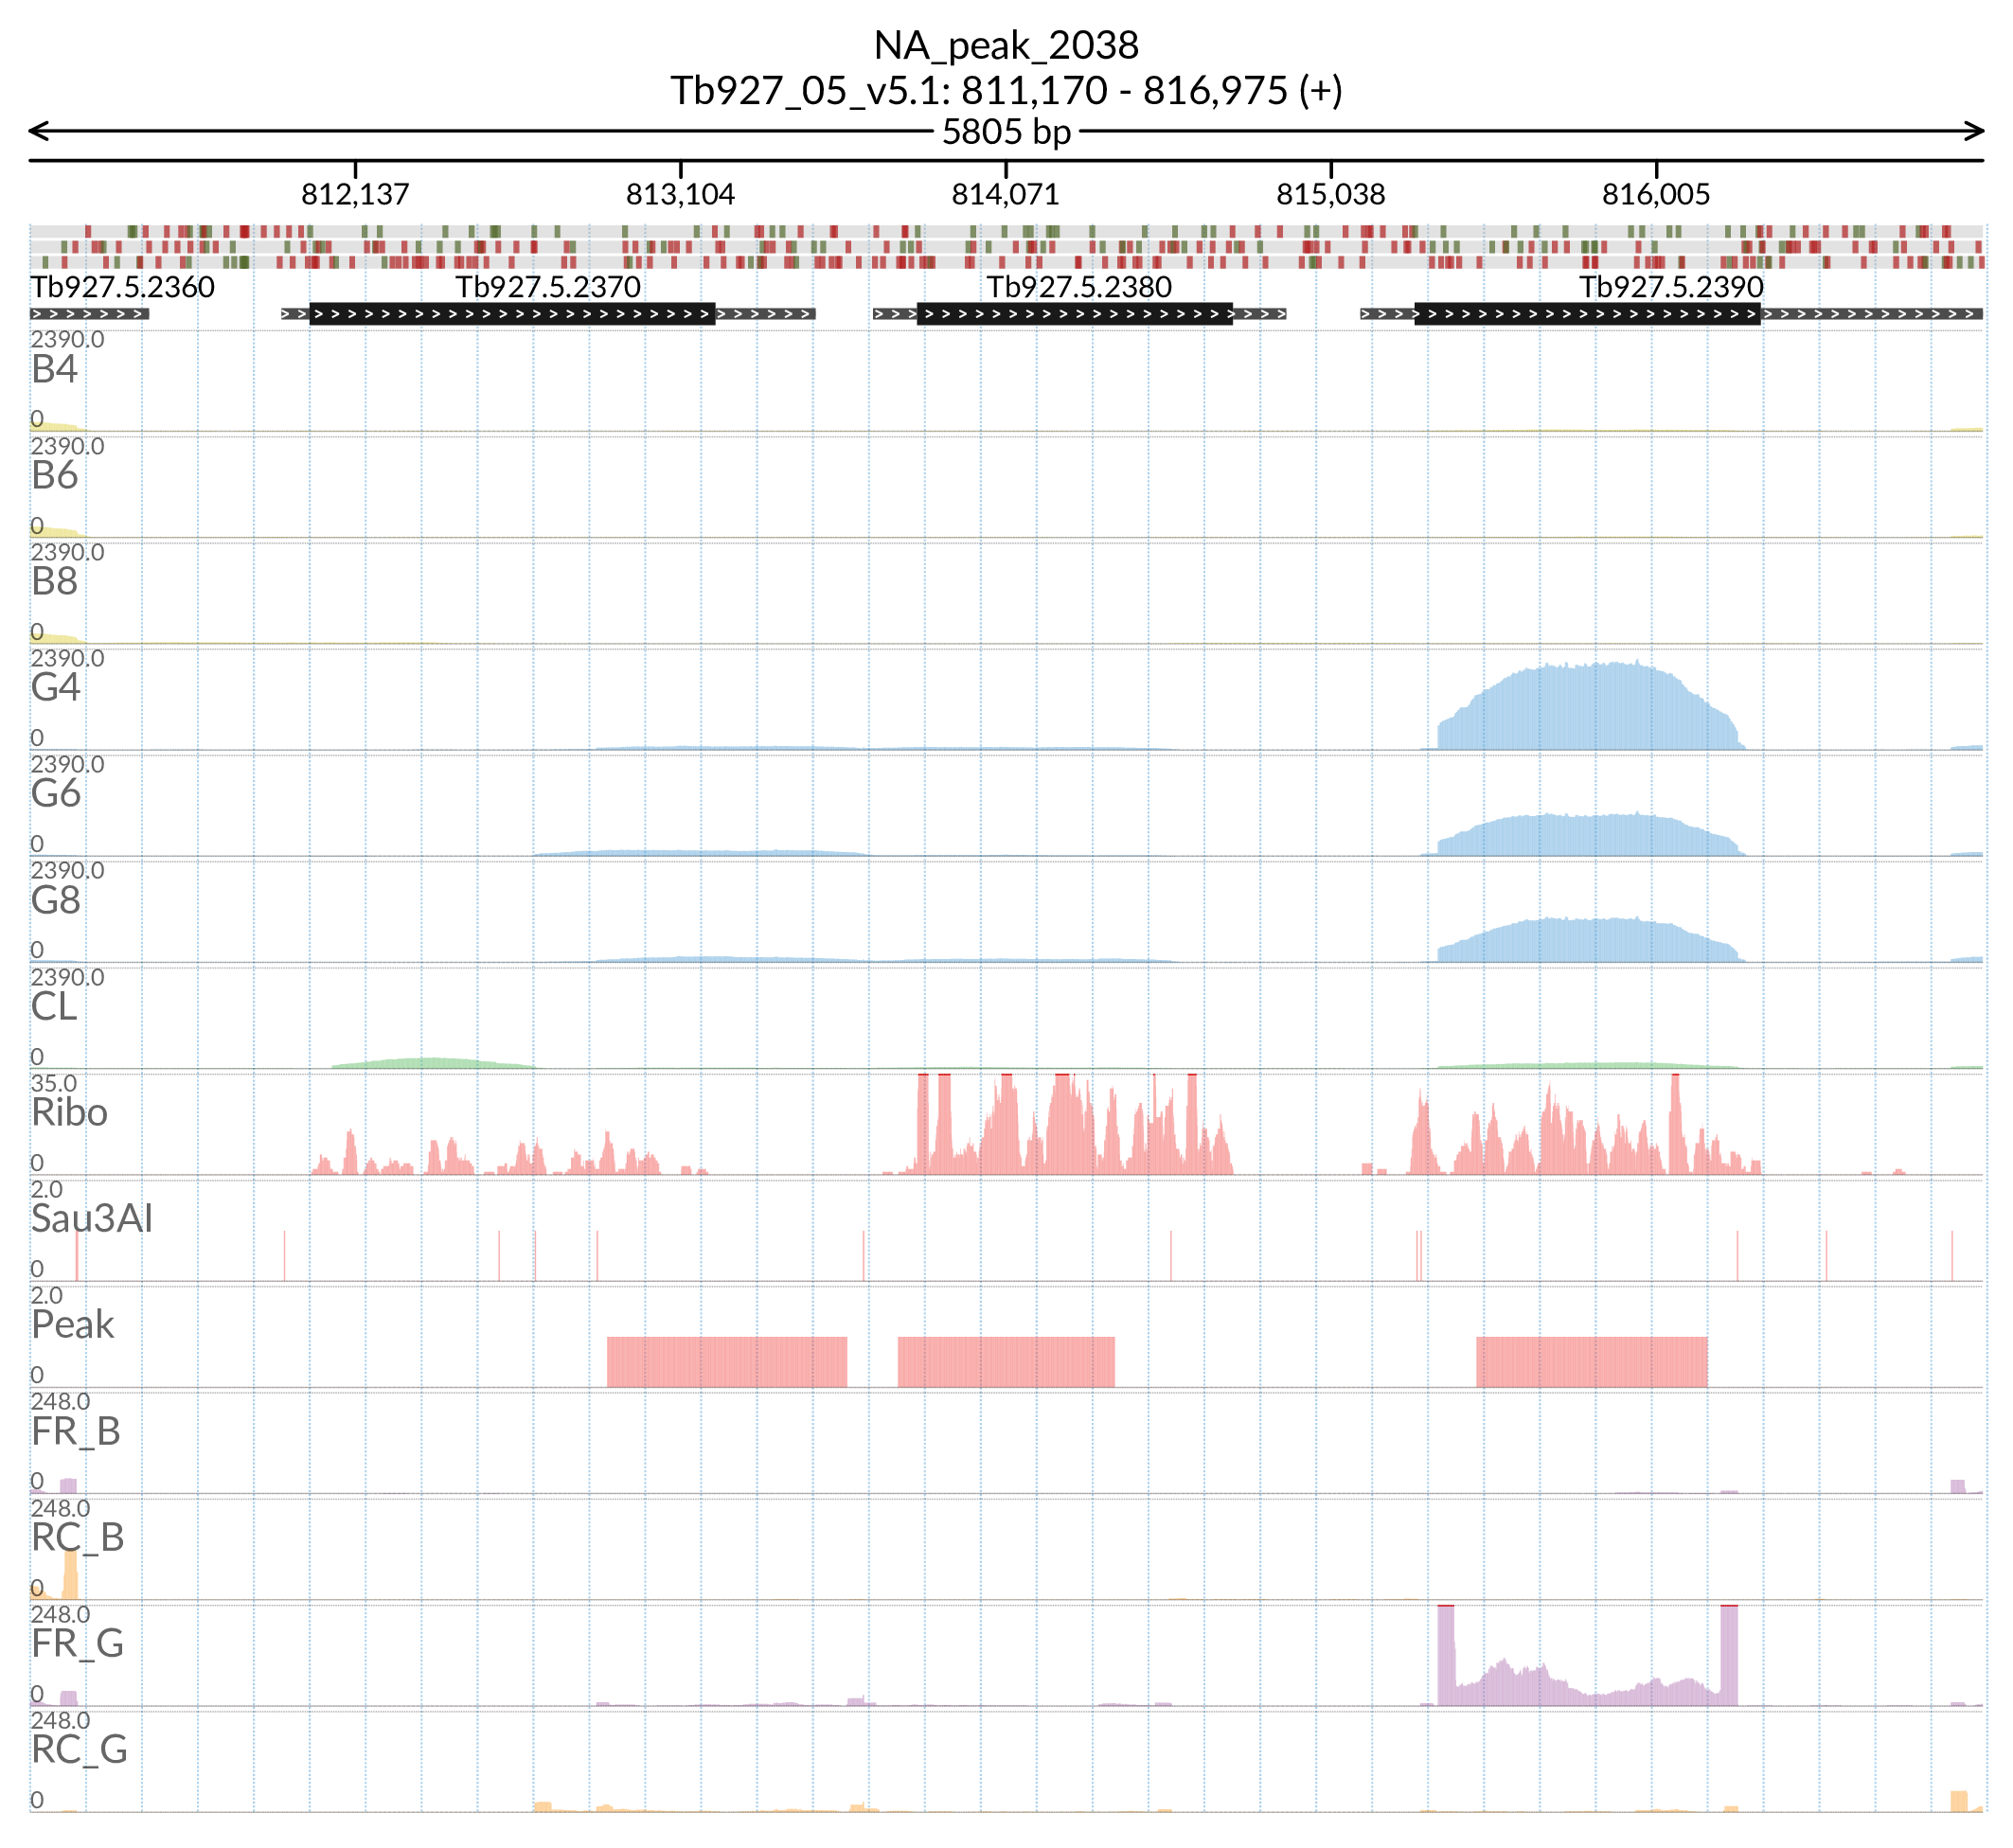 NA_peak_2038
Tb927_05_v5.1: 811,170 - 816,975 (+)
5805 bp
812,137 813,104 814,071 815,038 816,005
Tb927.5.2360 Tb927.5.2370 Tb927.5.2380 Tb927.5.2390
2390.0
B4
0
2390.0
B6
0
2390.0
B8
0
2390.0
G4
0
2390.0
G6
0
2390.0
G8
0
2390.0
CL
0
35.0
Ribo
0
2.0
Sau3AI
0
2.0
Peak
0
248.0
FR_B
0
248.0
RC_B
0
248.0
FR_G
0
248.0
RC_G
0